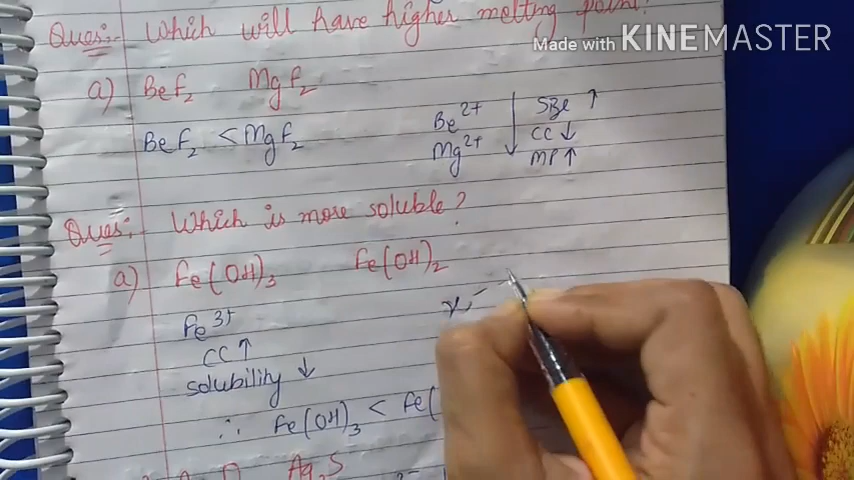 Ques:- Which will have higher melting point?
Made with KINEMASTER
a) BeF₂ MgF₂
BeF₂ < MgF₂
Be²⁺ Size ↑
Mg²⁺ CC ↓
MP ↑
Ques:- Which is more soluble?
a) Fe(OH)₃ Fe(OH)₂
Fe³⁺
CC ↑
solubility ↓
∴ Fe(OH)₃ < Fe(
Ag₂S